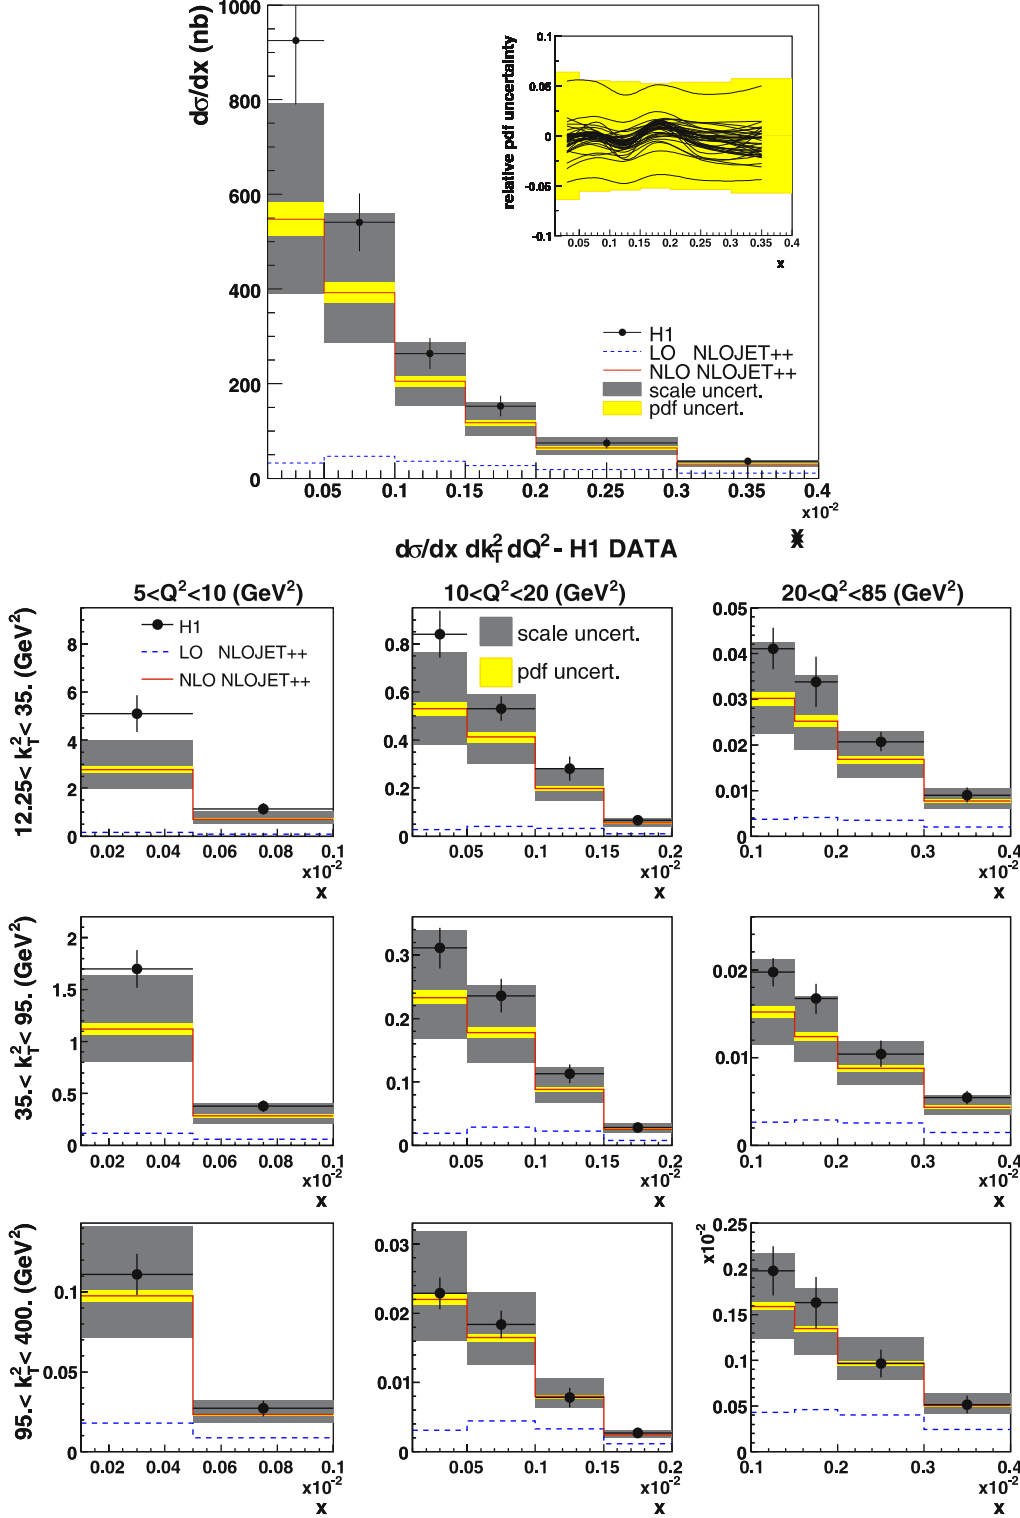 dσ/dx (nb)
1000
800
600
400
200
0
0.05 0.1 0.15 0.2 0.25 0.3 0.35 0.4
x10⁻²
x
relative pdf uncertainty
0.1
0.05
0
-0.05
-0.1
0.05 0.1 0.15 0.2 0.25 0.3 0.35 0.4
x
H1
LO NLOJET++
NLO NLOJET++
scale uncert.
pdf uncert.
dσ/dx dk_T² dQ² - H1 DATA
5<Q²<10 (GeV²)
10<Q²<20 (GeV²)
20<Q²<85 (GeV²)
12.25< k_T² < 35. (GeV²)
8
6
4
2
0
H1
LO NLOJET++
NLO NLOJET++
0.02 0.04 0.06 0.08 0.1
x10⁻²
x
0.8
0.6
0.4
0.2
0
scale uncert.
pdf uncert.
0.05 0.1 0.15 0.2
x10⁻²
x
0.05
0.04
0.03
0.02
0.01
0
0.1 0.2 0.3 0.4
x10⁻²
x
35.< k_T² < 95. (GeV²)
2
1.5
1
0.5
0
0.02 0.04 0.06 0.08 0.1
x10⁻²
x
0.3
0.2
0.1
0
0.05 0.1 0.15 0.2
x10⁻²
x
0.02
0.01
0
0.1 0.2 0.3 0.4
x10⁻²
x
95.< k_T² < 400. (GeV²)
0.1
0.05
0
0.02 0.04 0.06 0.08 0.1
x10⁻²
x
0.03
0.02
0.01
0
0.05 0.1 0.15 0.2
x10⁻²
x
x10⁻²
0.25
0.2
0.15
0.1
0.05
0
0.1 0.2 0.3 0.4
x10⁻²
x